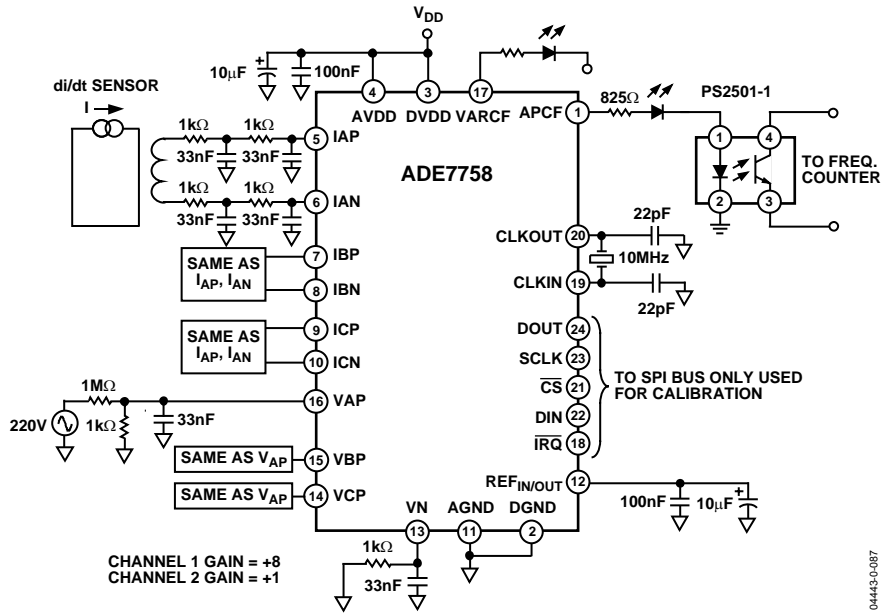 VDD
10μF
+
100nF
di/dt SENSOR
I
4
3
17
AVDD DVDD VARCF
APCF
1
825Ω
PS2501-1
1
4
2
3
TO FREQ.
COUNTER
1kΩ
1kΩ
33nF
33nF
5
IAP
1kΩ
1kΩ
33nF
33nF
6
IAN
ADE7758
SAME AS
IAP, IAN
7
IBP
8
IBN
SAME AS
IAP, IAN
9
ICP
10
ICN
CLKOUT
20
22pF
10MHz
CLKIN
19
22pF
DOUT
24
SCLK
23
CS
21
DIN
22
IRQ
18
TO SPI BUS ONLY USED
FOR CALIBRATION
220V
1MΩ
1kΩ
33nF
16
VAP
SAME AS VAP
15
VBP
SAME AS VAP
14
VCP
REFIN/OUT
12
100nF
10μF
+
VN
AGND
DGND
13
11
2
1kΩ
33nF
CHANNEL 1 GAIN = +8
CHANNEL 2 GAIN = +1
04443-0-087